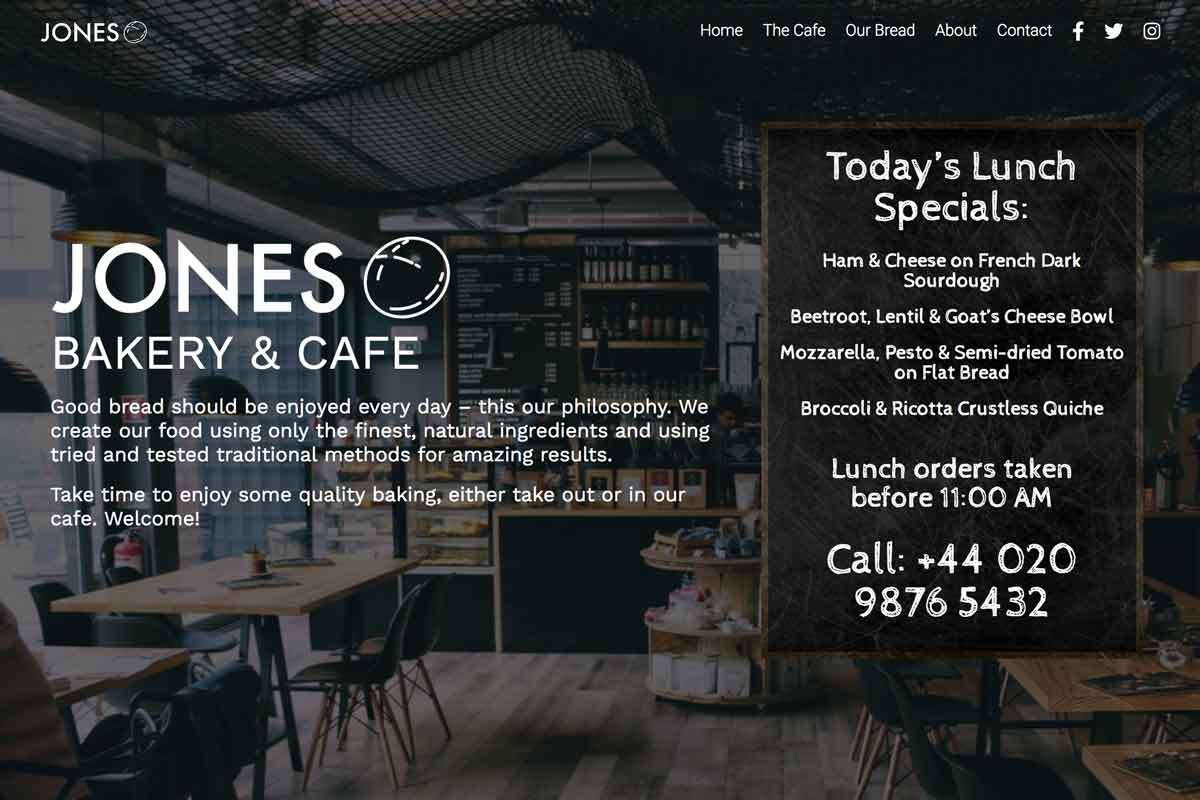 JONES
Home The Cafe Our Bread About Contact
JONES
BAKERY & CAFE
Good bread should be enjoyed every day – this our philosophy. We
create our food using only the finest, natural ingredients and using
tried and tested traditional methods for amazing results.
Take time to enjoy some quality baking, either take out or in our
cafe. Welcome!
Today's Lunch
Specials:
Ham & Cheese on French Dark
Sourdough
Beetroot, Lentil & Goat's Cheese Bowl
Mozzarella, Pesto & Semi-dried Tomato
on Flat Bread
Broccoli & Ricotta Crustless Quiche
Lunch orders taken
before 11:00 AM
Call: +44 020
9876 5432